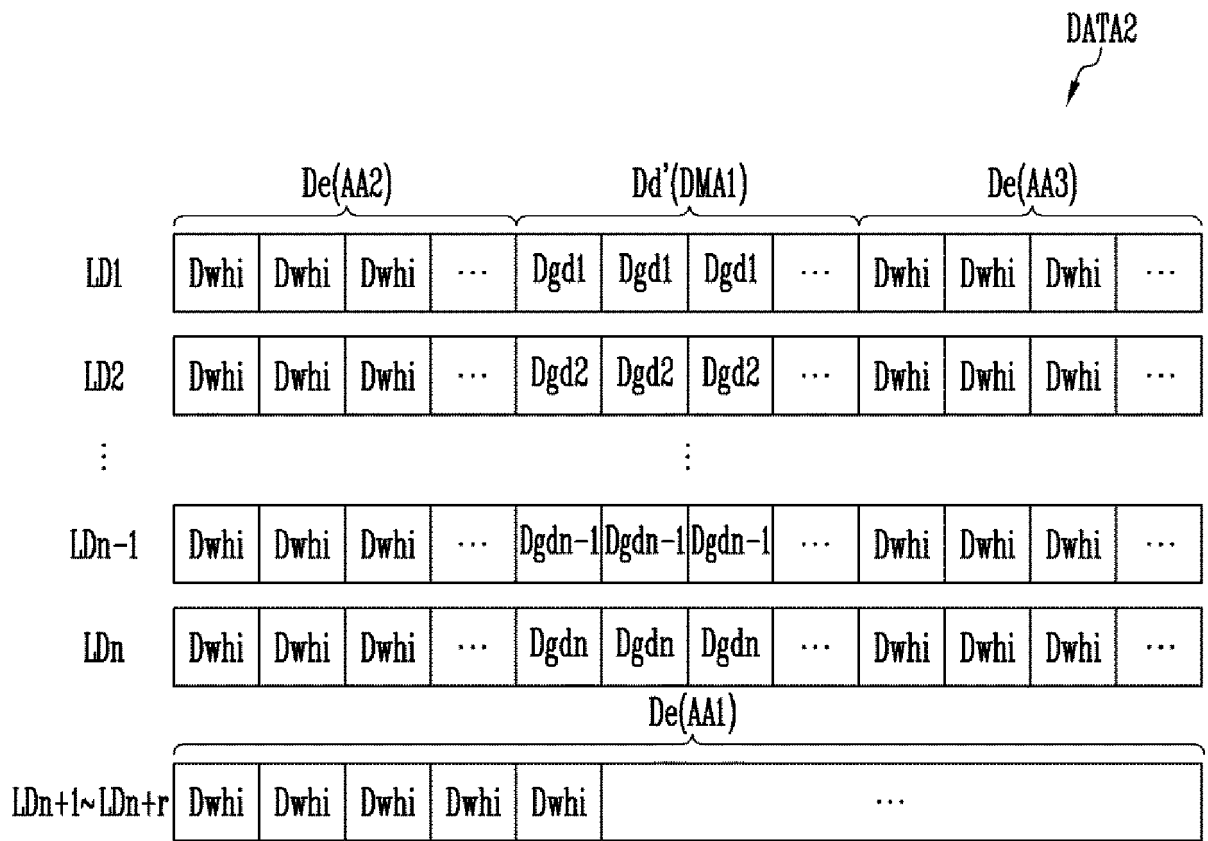 DATA2
De(AA2) Dd'(DMA1) De(AA3)
LD1 Dwhi Dwhi Dwhi ... Dgd1 Dgd1 Dgd1 ... Dwhi Dwhi Dwhi ...
LD2 Dwhi Dwhi Dwhi ... Dgd2 Dgd2 Dgd2 ... Dwhi Dwhi Dwhi ...
⋮ ⋮
LDn-1 Dwhi Dwhi Dwhi ... Dgdn-1 Dgdn-1 Dgdn-1 ... Dwhi Dwhi Dwhi ...
LDn Dwhi Dwhi Dwhi ... Dgdn Dgdn Dgdn ... Dwhi Dwhi Dwhi ...
De(AA1)
LDn+1~LDn+r Dwhi Dwhi Dwhi Dwhi Dwhi ...